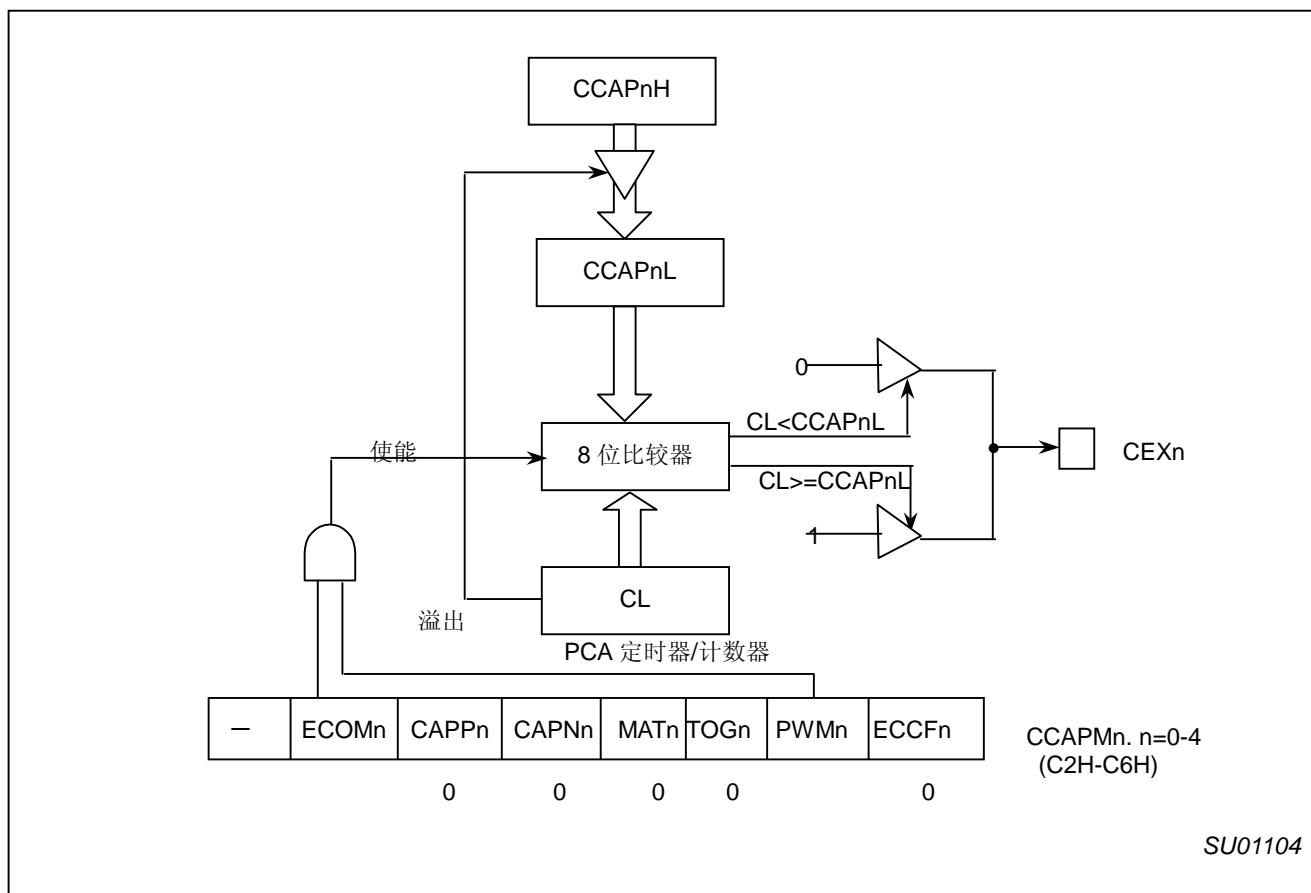 CCAPnH
CCAPnL
0
CL<CCAPnL
使能
8 位比较器
CEXn
CL>=CCAPnL
1
CL
溢出
PCA 定时器/计数器
— ECOMn CAPPn CAPNn MATn TOGn PWMn ECCFn
CCAPMn. n=0-4
(C2H-C6H)
0 0 0 0 0
SU01104